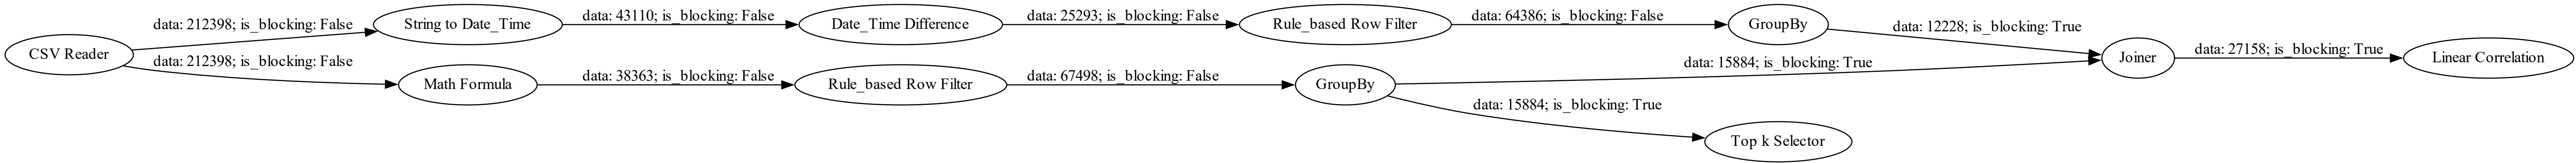 CSV Reader
data: 212398; is_blocking: False
String to Date_Time
data: 43110; is_blocking: False
Date_Time Difference
data: 25293; is_blocking: False
Rule_based Row Filter
data: 64386; is_blocking: False
GroupBy
data: 12228; is_blocking: True
data: 212398; is_blocking: False
Math Formula
data: 38363; is_blocking: False
Rule_based Row Filter
data: 67498; is_blocking: False
GroupBy
data: 15884; is_blocking: True
Joiner
data: 27158; is_blocking: True
Linear Correlation
data: 15884; is_blocking: True
Top k Selector